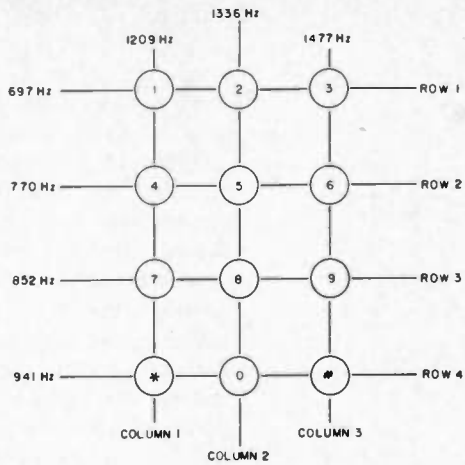 1336 Hz
1209 Hz 1477 Hz
697 Hz 1 2 3 ROW 1
770 Hz 4 5 6 ROW 2
852 Hz 7 8 9 ROW 3
941 Hz * 0 # ROW 4
COLUMN 1 COLUMN 3
COLUMN 2